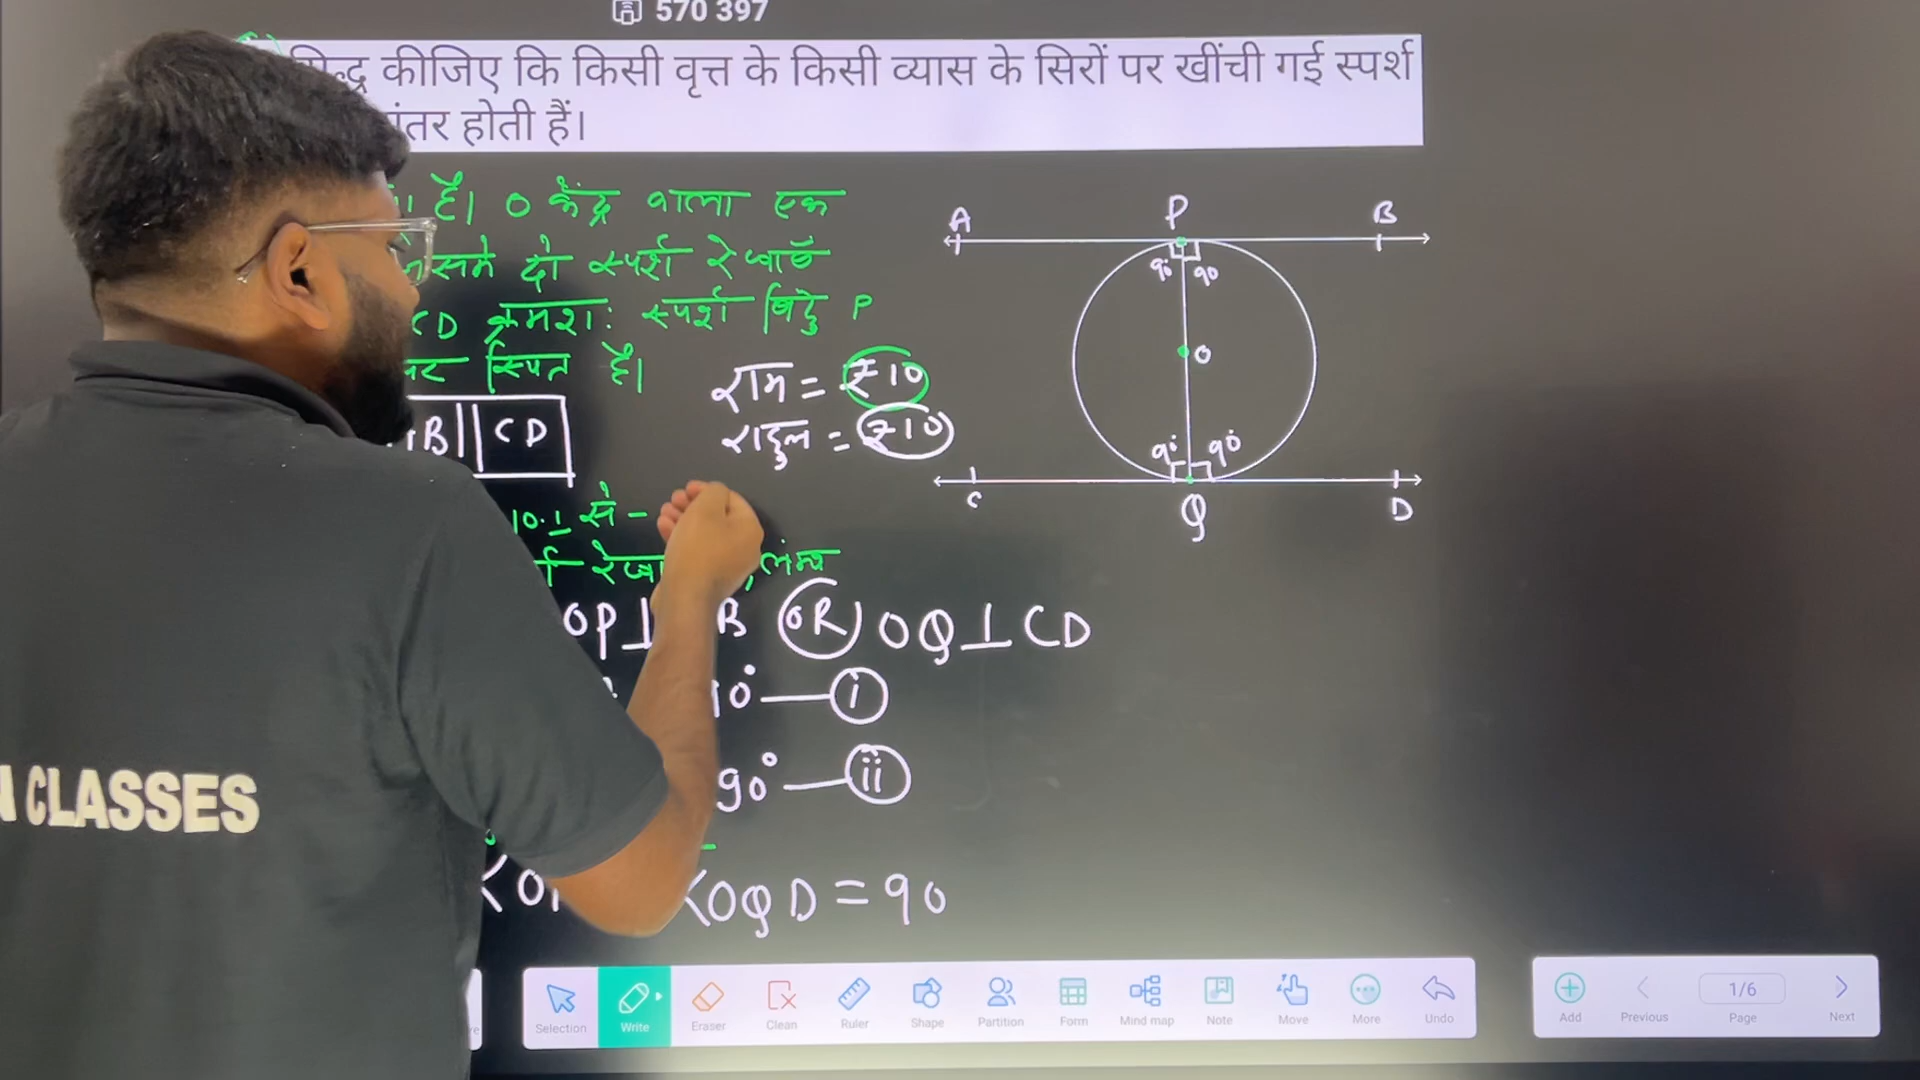 570 397
कीजिए कि किसी वृत्त के किसी व्यास के सिरों पर खींची गई स्पर्श
होती हैं।
है। O केंद्र वाला एक
दो स्पर्श रेखाएँ
CD क्रमशः स्पर्श बिंदु P
स्थित है।
राम = ₹10
राहुल = ₹10
B || CD
10.1 से -
लंम्ब
OP ⊥ B OR OQ ⊥ CD
i
90° ii
<OQD = 90
A P B
90 90
O
90 90
C Q D
N CLASSES
Selection Write Eraser Clean Ruler Shape Partition Form Mind map Note Move More Undo
Add Previous 1/6 Page Next